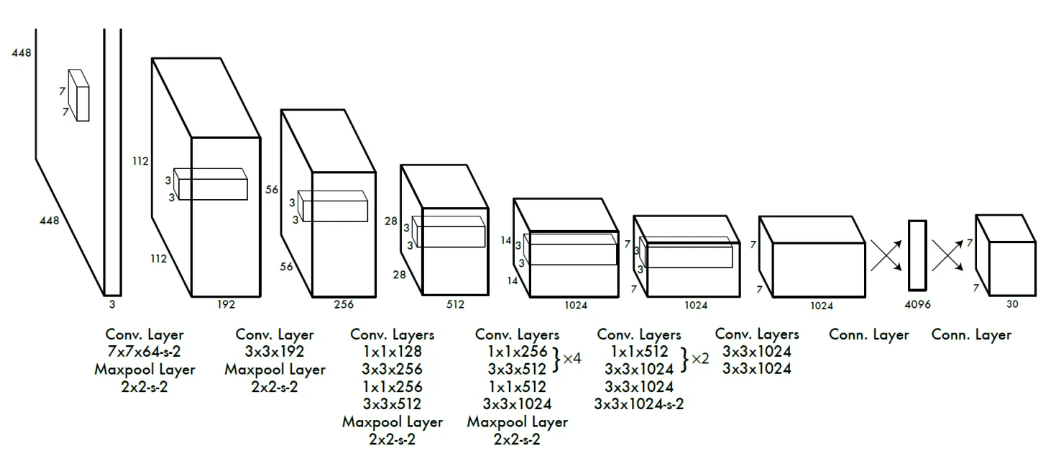 448
7
7
448
3
112
3
3
112
192
56
3
3
56
256
28
3
3
28
512
14
3
3
14
1024
7
3
3
7
1024
7
7
1024
4096
7
7
30
Conv. Layer
7x7x64-s-2
Maxpool Layer
2x2-s-2
Conv. Layer
3x3x192
Maxpool Layer
2x2-s-2
Conv. Layers
1x1x128
3x3x256
1x1x256
3x3x512
Maxpool Layer
2x2-s-2
Conv. Layers
1x1x256 } ×4
3x3x512
1x1x512
3x3x1024
Maxpool Layer
2x2-s-2
Conv. Layers
1x1x512 } ×2
3x3x1024
3x3x1024
3x3x1024-s-2
Conv. Layers
3x3x1024
3x3x1024
Conn. Layer
Conn. Layer